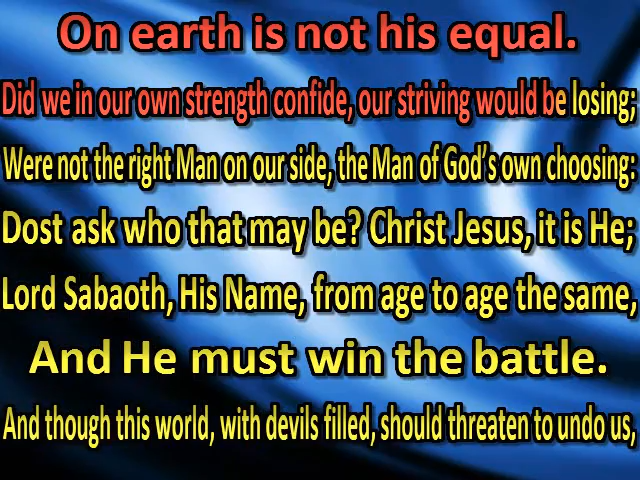 On earth is not his equal.
Did we in our own strength confide, our striving would be losing;
Were not the right Man on our side, the Man of God's own choosing:
Dost ask who that may be? Christ Jesus, it is He;
Lord Sabaoth, His Name, from age to age the same,
And He must win the battle.
And though this world, with devils filled, should threaten to undo us,